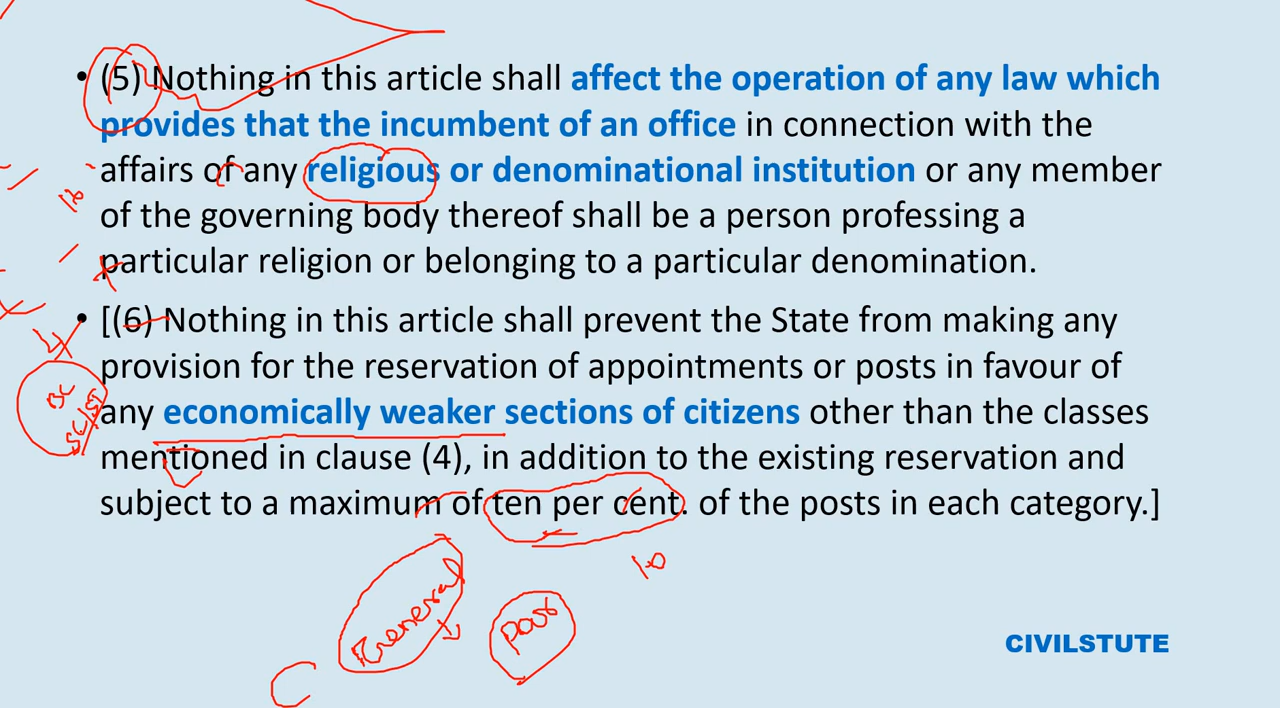 • (5) Nothing in this article shall affect the operation of any law which
provides that the incumbent of an office in connection with the
affairs of any religious or denominational institution or any member
of the governing body thereof shall be a person professing a
particular religion or belonging to a particular denomination.
• [(6) Nothing in this article shall prevent the State from making any
provision for the reservation of appointments or posts in favour of
any economically weaker sections of citizens other than the classes
mentioned in clause (4), in addition to the existing reservation and
subject to a maximum of ten per cent. of the posts in each category.]
SC/ST
General
10
CIVILSTUTE